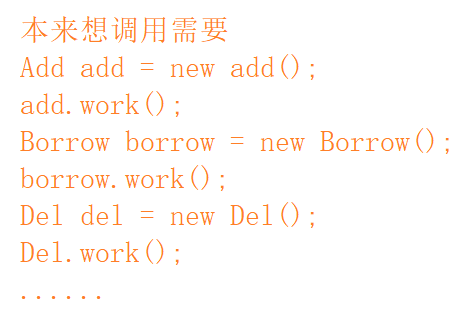 本来想调用需要
Add add = new add();
add.work();
Borrow borrow = new Borrow();
borrow.work();
Del del = new Del();
Del.work();
......